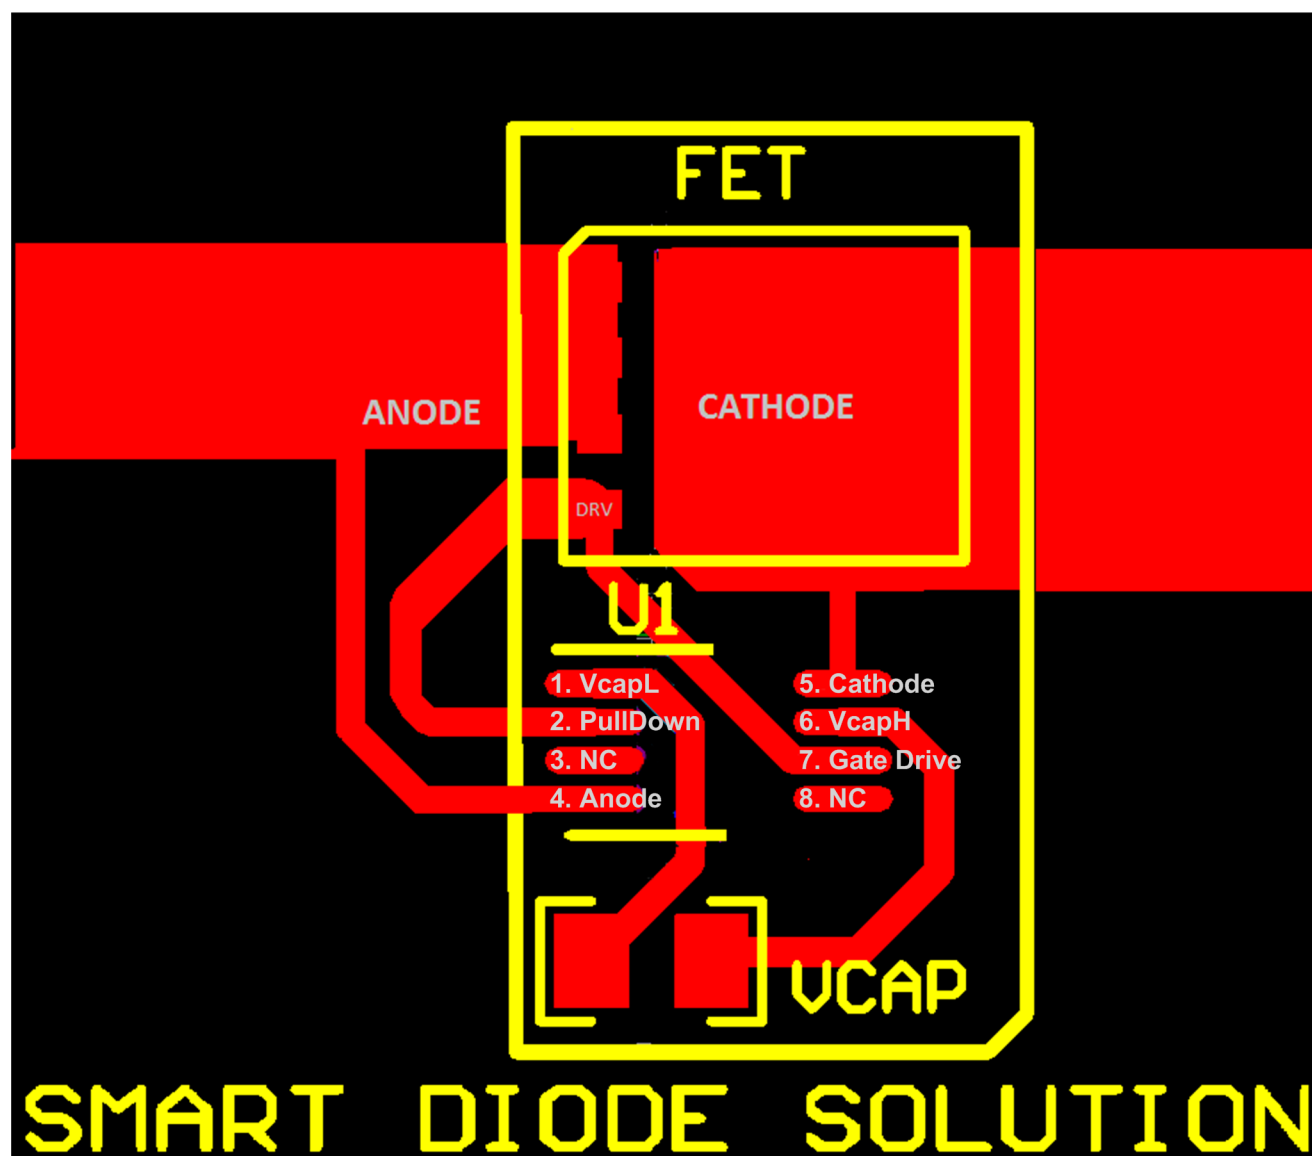 FET
ANODE
CATHODE
DRV
U1
1. VcapL
2. PullDown
3. NC
4. Anode
5. Cathode
6. VcapH
7. Gate Drive
8. NC
VCAP
SMART DIODE SOLUTION